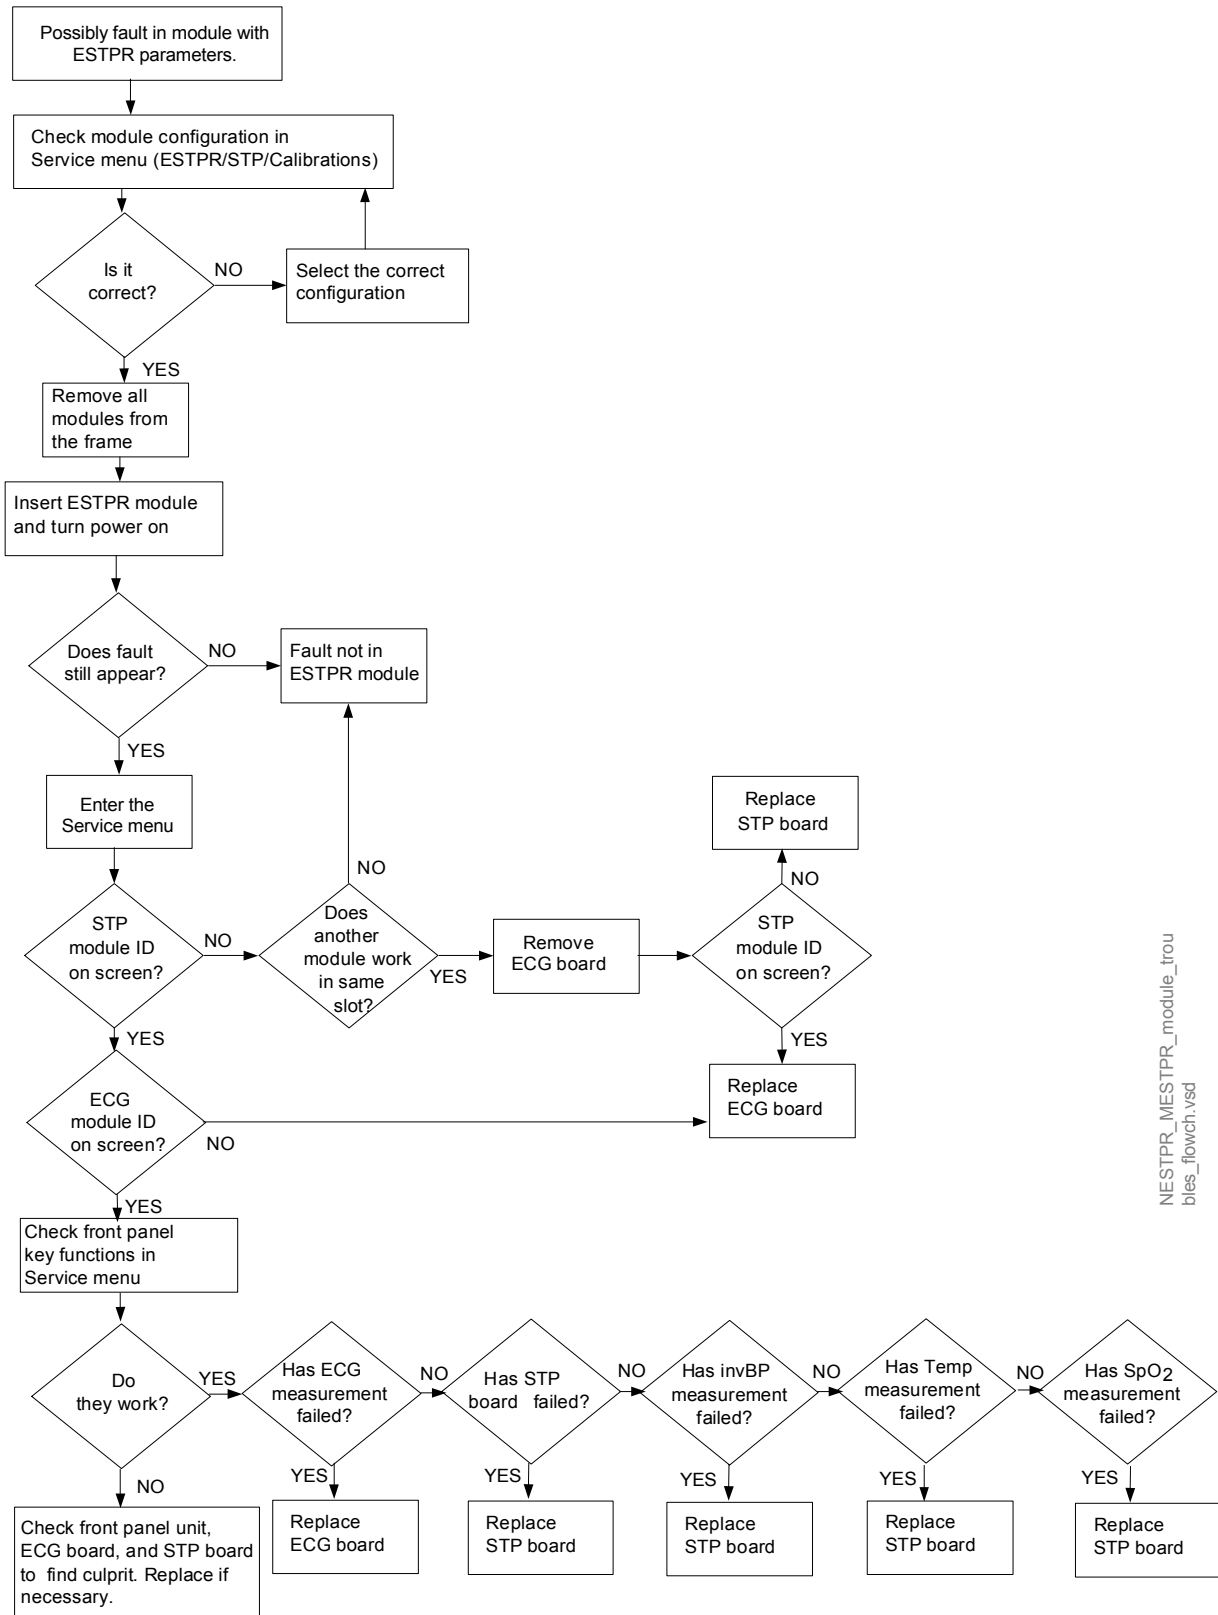 Possibly fault in module with
ESTPR parameters.
Check module configuration in
Service menu (ESTPR/STP/Calibrations)
Is it
correct?
NO
Select the correct
configuration
YES
Remove all
modules from
the frame
Insert ESTPR module
and turn power on
Does fault
still appear?
NO
Fault not in
ESTPR module
YES
Enter the
Service menu
STP
module ID
on screen?
NO
Does
another
module work
in same
slot?
NO
YES
Remove
ECG board
STP
module ID
on screen?
NO
Replace
STP board
YES
Replace
ECG board
YES
ECG
module ID
on screen?
NO
YES
Check front panel
key functions in
Service menu
Do
they work?
YES
Has ECG
measurement
failed?
NO
Has STP
board failed?
NO
Has invBP
measurement
failed?
NO
Has Temp
measurement
failed?
NO
Has SpO2
measurement
failed?
NO
Check front panel unit,
ECG board, and STP board
to find culprit. Replace if
necessary.
YES
Replace
ECG board
YES
Replace
STP board
YES
Replace
STP board
YES
Replace
STP board
YES
Replace
STP board
NESTPR_MESTPR_module_trou
bles_flowch.vsd